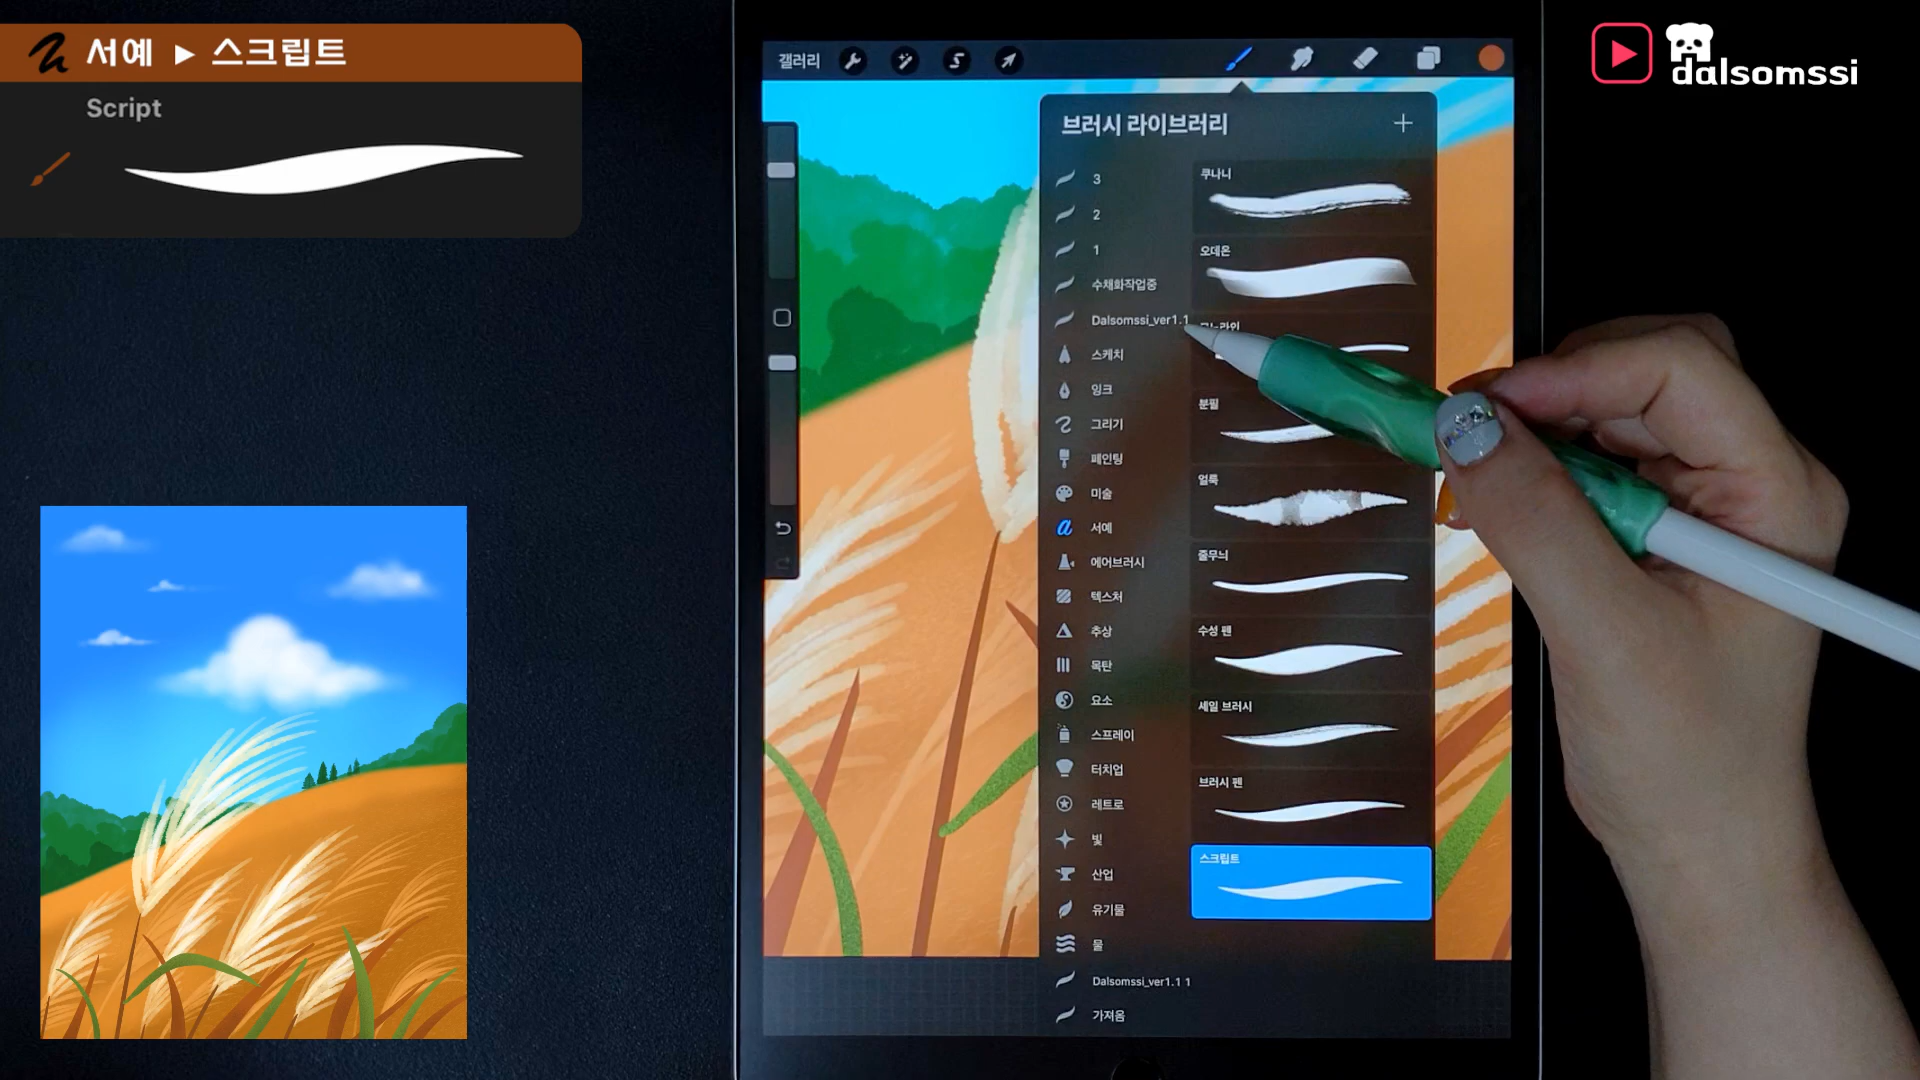 서예 ▶ 스크립트
Script
dalsomssi
갤러리
브러시 라이브러리
3
2
1
수채화작업중
Dalsomssi_ver1.1
스케치
잉크
그리기
페인팅
미술
서예
에어브러시
텍스처
추상
목탄
요소
스프레이
터치업
레트로
빛
산업
유기물
물
Dalsomssi_ver1.1 1
가져옴
쿠나니
오데온
분필
얼룩
줄무늬
수성 펜
세일 브러시
브러시 펜
스크립트